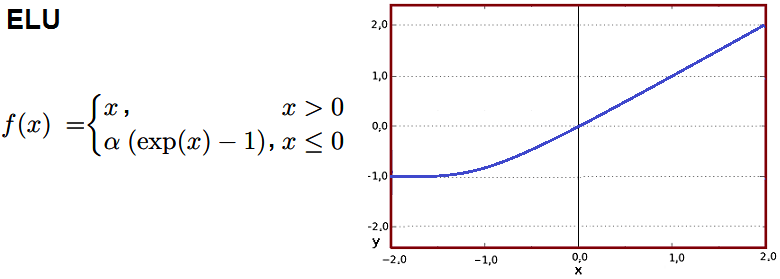 ELU
f(x) = { x , x > 0
α (exp(x) − 1), x ≤ 0
2,0
1,0
0,0
-1,0
-2.0
y
-2.0 -1,0 0,0 1,0 2.0
x